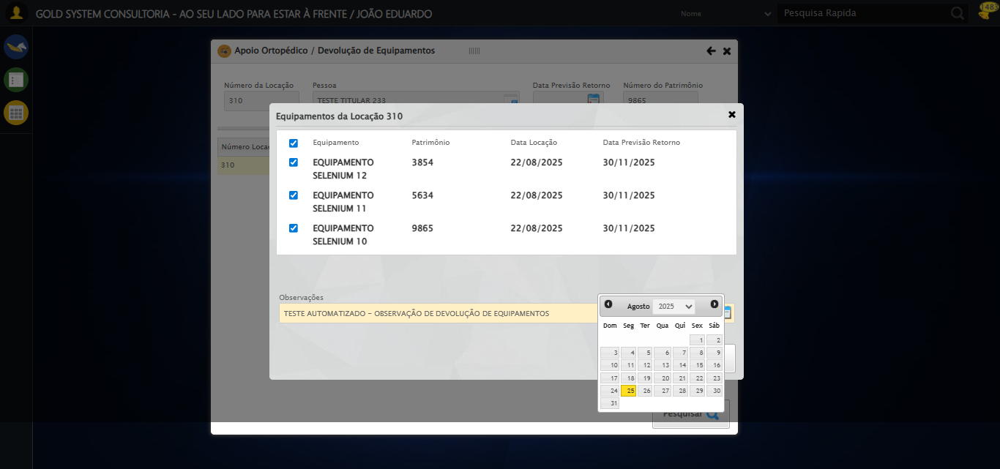 GOLD SYSTEM CONSULTORIA - AO SEU LADO PARA ESTAR À FRENTE / JOÃO EDUARDO
Nome
Pesquisa Rapida
148
Apoio Ortopédico / Devolução de Equipamentos
Número da Locação Pessoa Data Previsão Retorno Número do Patrimônio
310 TESTE TITULAR 233 9865
Número Loca
310
Equipamentos da Locação 310
Equipamento Patrimônio Data Locação Data Previsão Retorno
EQUIPAMENTO SELENIUM 12 3854 22/08/2025 30/11/2025
EQUIPAMENTO SELENIUM 11 5634 22/08/2025 30/11/2025
EQUIPAMENTO SELENIUM 10 9865 22/08/2025 30/11/2025
Observações
TESTE AUTOMATIZADO - OBSERVAÇÃO DE DEVOLUÇÃO DE EQUIPAMENTOS
Agosto 2025
Dom Seg Ter Qua Qui Sex Sáb
1 2
3 4 5 6 7 8 9
10 11 12 13 14 15 16
17 18 19 20 21 22 23
24 25 26 27 28 29 30
31
Pesquisar